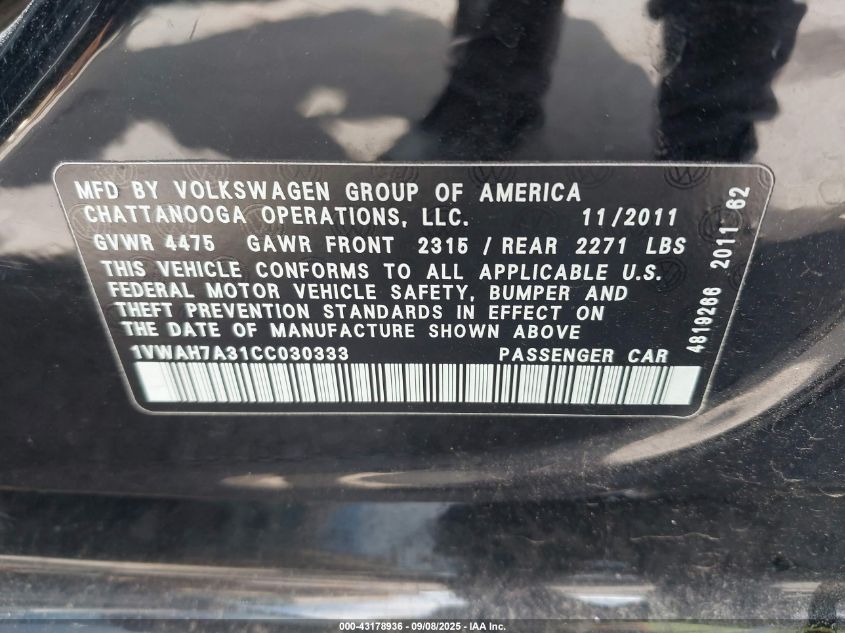 MFD BY VOLKSWAGEN GROUP OF AMERICA
CHATTANOOGA OPERATIONS, LLC. 11/2011
GVWR 4475 GAWR FRONT 2315 / REAR 2271 LBS
THIS VEHICLE CONFORMS TO ALL APPLICABLE U.S.
FEDERAL MOTOR VEHICLE SAFETY, BUMPER AND
THEFT PREVENTION STANDARDS IN EFFECT ON
THE DATE OF MANUFACTURE SHOWN ABOVE
1VWAH7A31CC030333 PASSENGER CAR
4819266 2011 62
000-43178936 - 09/08/2025 - IAA Inc.